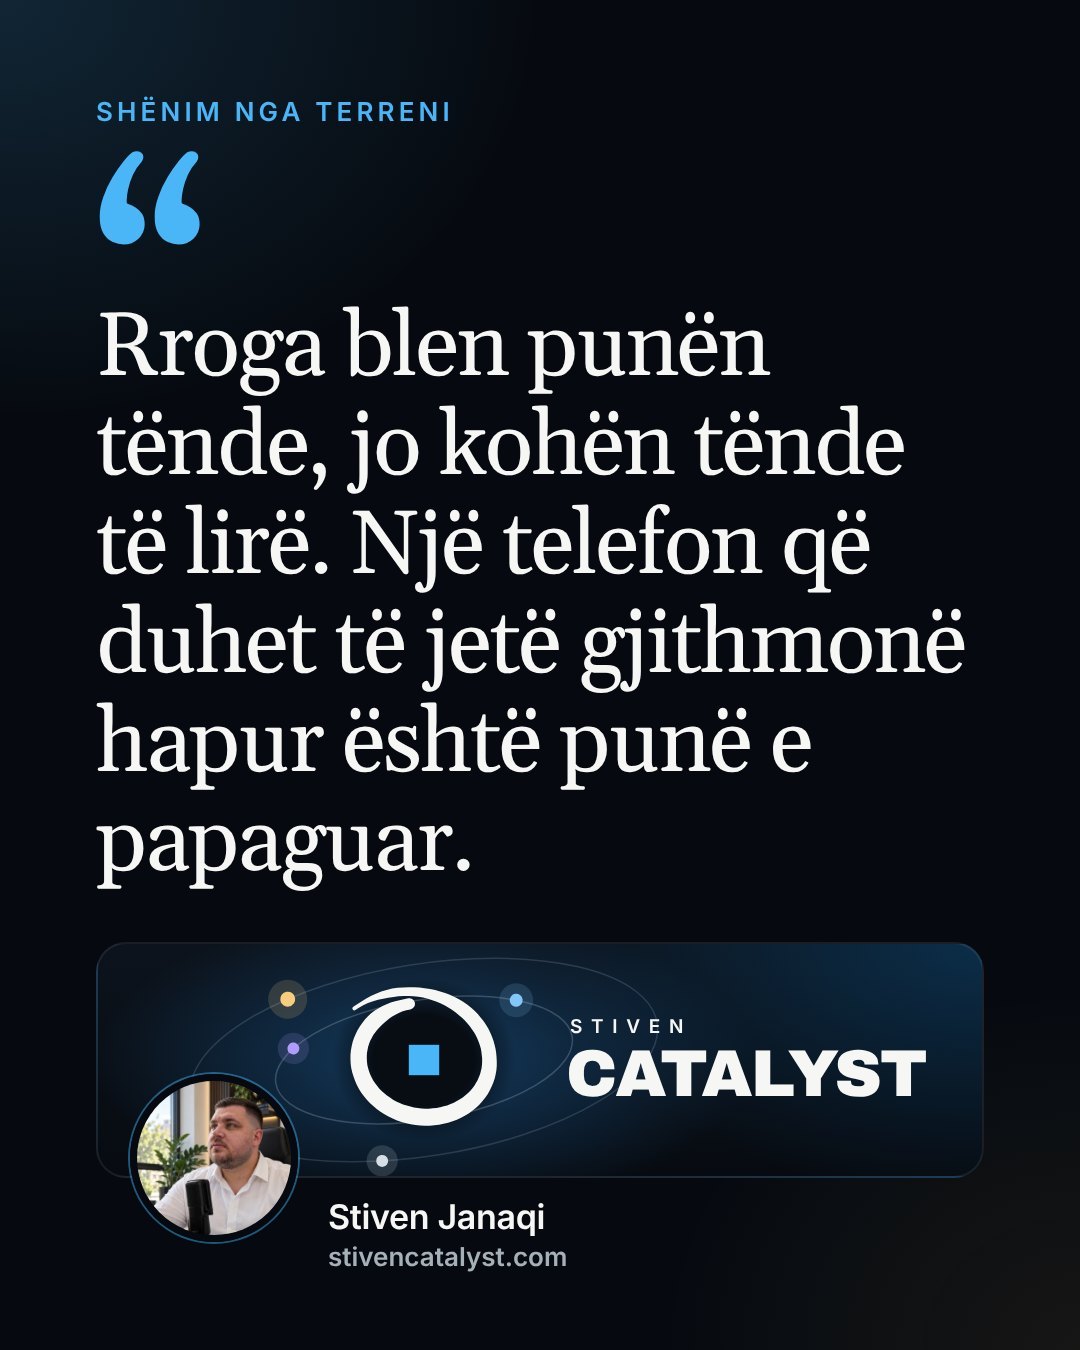 SHËNIM NGA TERRENI
“
Rroga blen punën
tënde, jo kohën tënde
të lirë. Një telefon që
duhet të jetë gjithmonë
hapur është punë e
papaguar.
STIVEN
CATALYST
Stiven Janaqi
stivencatalyst.com